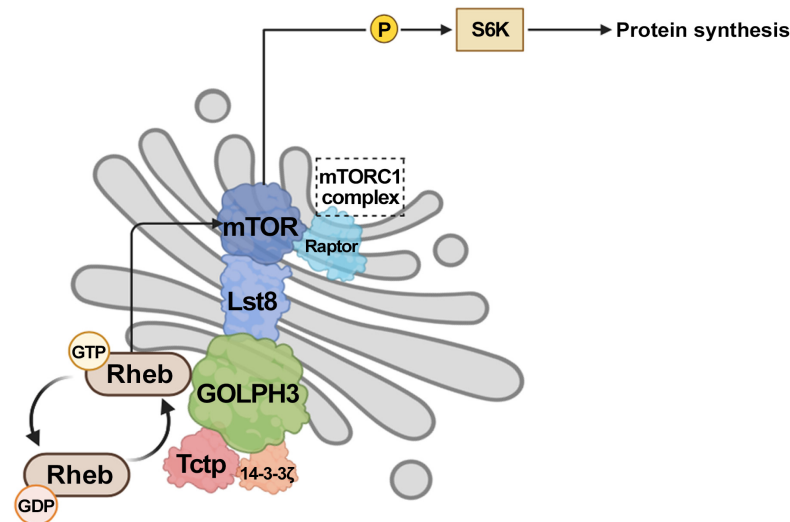 P
S6K
Protein synthesis
mTORC1
complex
mTOR
Raptor
Lst8
GTP
Rheb
GOLPH3
Tctp
14-3-3ζ
Rheb
GDP